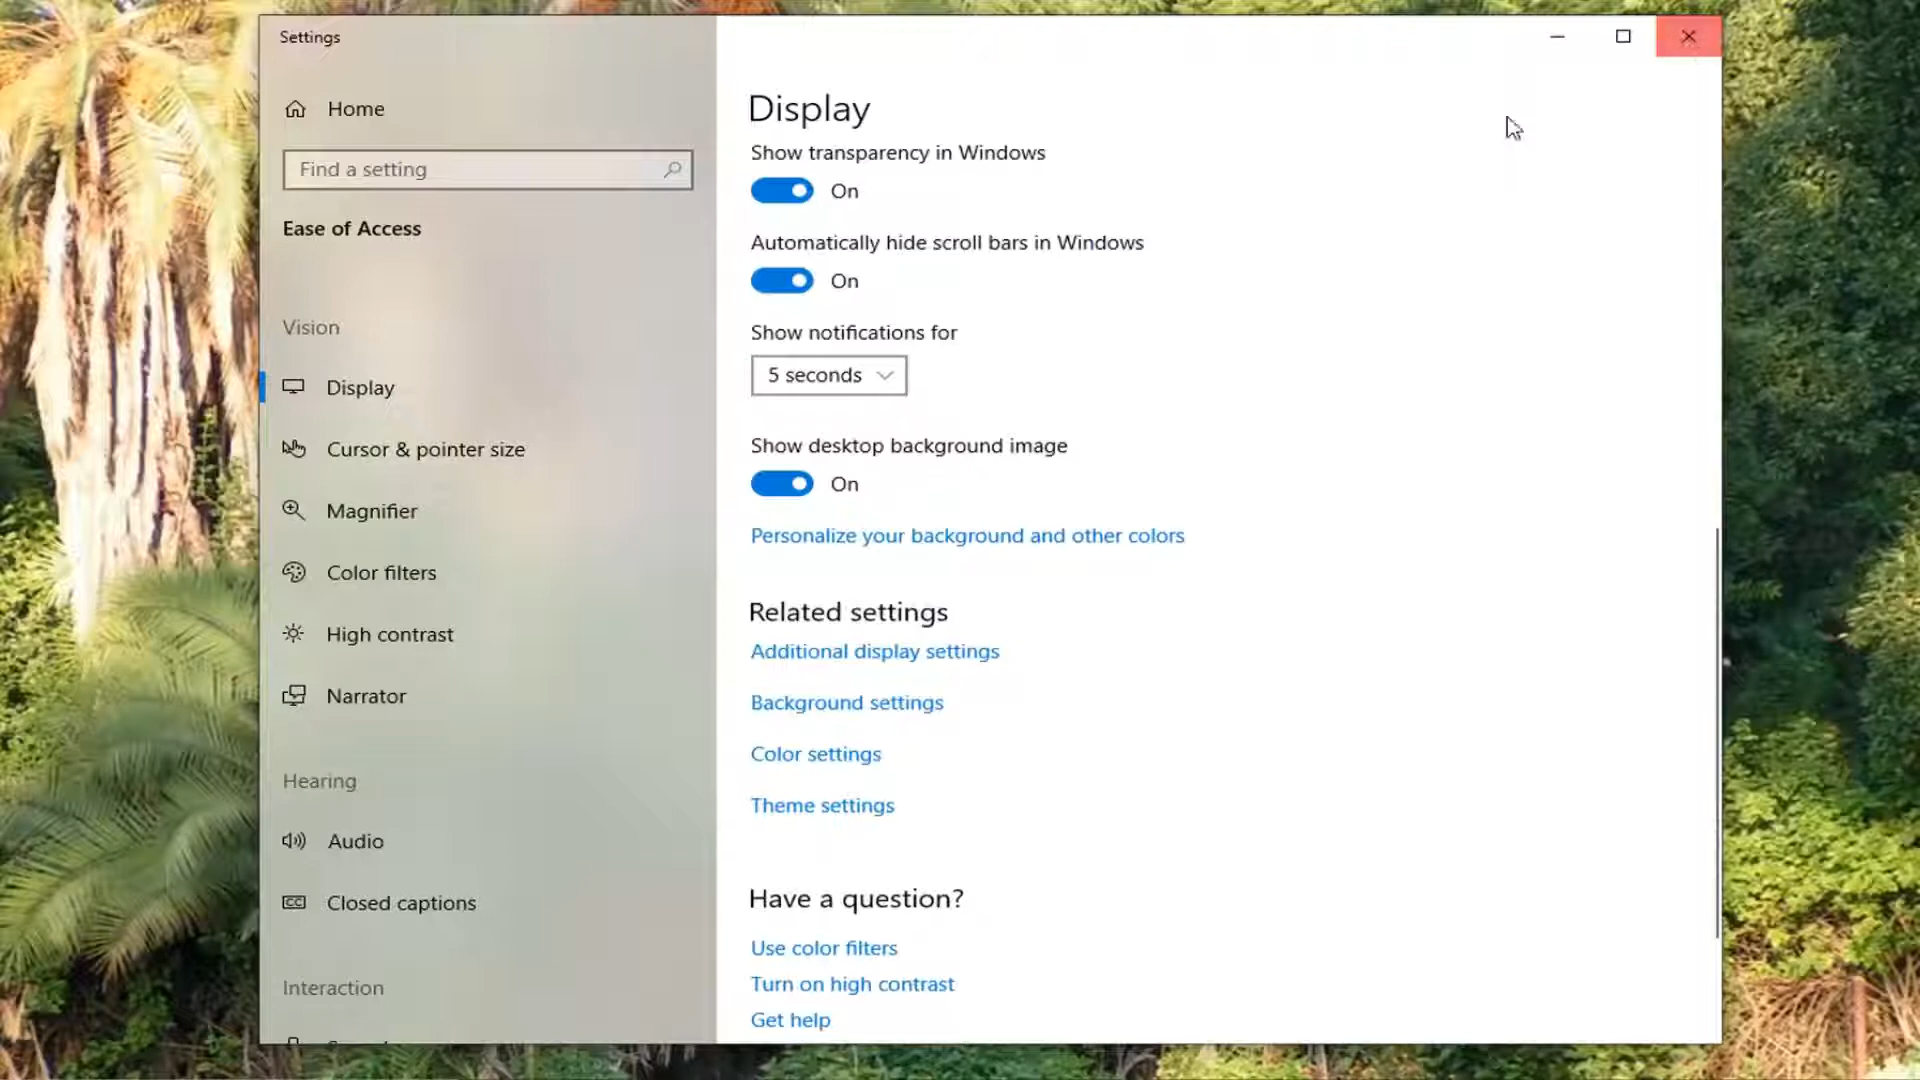 Settings
Home
Find a setting
Ease of Access
Vision
Display
Cursor & pointer size
Magnifier
Color filters
High contrast
Narrator
Hearing
Audio
Closed captions
Interaction
Display
Show transparency in Windows
On
Automatically hide scroll bars in Windows
On
Show notifications for
5 seconds
Show desktop background image
On
Personalize your background and other colors
Related settings
Additional display settings
Background settings
Color settings
Theme settings
Have a question?
Use color filters
Turn on high contrast
Get help